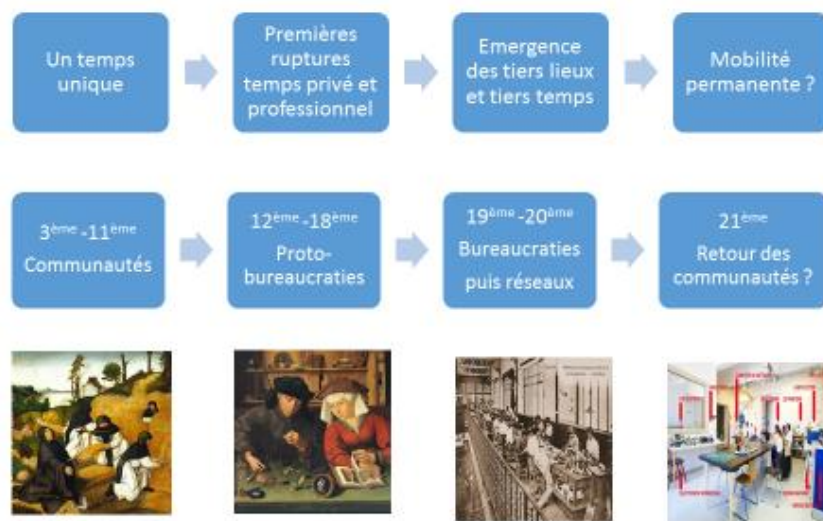 Un temps
unique
Premières
ruptures
temps privé et
professionnel
Emergence
des tiers lieux
et tiers temps
Mobilité
permanente ?
3ème -11ème
Communautés
12ème -18ème
Proto-
bureaucraties
19ème -20ème
Bureaucraties
puis réseaux
21ème
Retour des
communautés ?